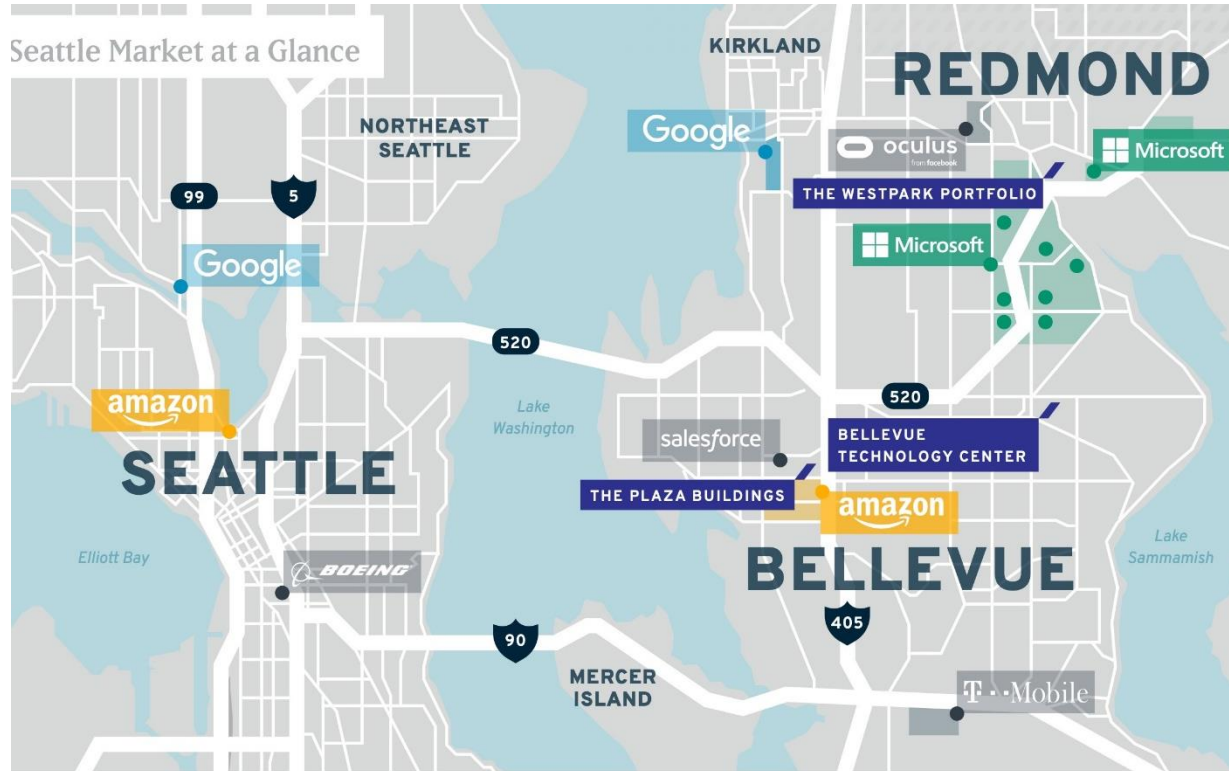 Seattle Market at a Glance
KIRKLAND
REDMOND
NORTHEAST
SEATTLE
Google
oculus
from facebook
Microsoft
THE WESTPARK PORTFOLIO
99
5
Microsoft
Google
520
520
amazon
Lake
Washington
salesforce
BELLEVUE
TECHNOLOGY CENTER
SEATTLE
THE PLAZA BUILDINGS
amazon
Elliott Bay
Lake
Sammamish
BOEING
BELLEVUE
90
405
MERCER
ISLAND
T··Mobile